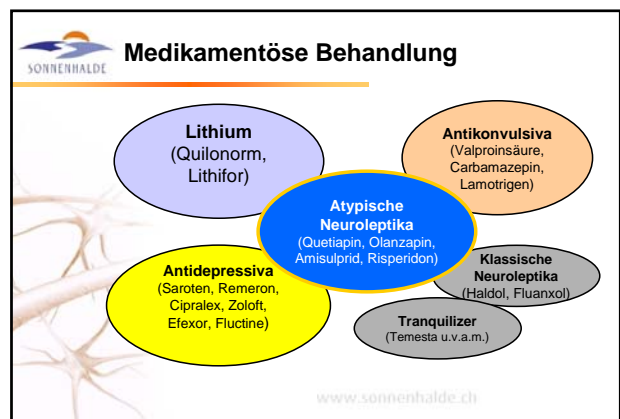 SONNENHALDE
Medikamentöse Behandlung
Lithium
(Quilonorm,
Lithifor)
Antikonvulsiva
(Valproinsäure,
Carbamazepin,
Lamotrigen)
Atypische
Neuroleptika
(Quetiapin, Olanzapin,
Amisulprid, Risperidon)
Antidepressiva
(Saroten, Remeron,
Cipralex, Zoloft,
Efexor, Fluctine)
Klassische
Neuroleptika
(Haldol, Fluanxol)
Tranquilizer
(Temesta u.v.a.m.)
www.sonnenhalde.ch